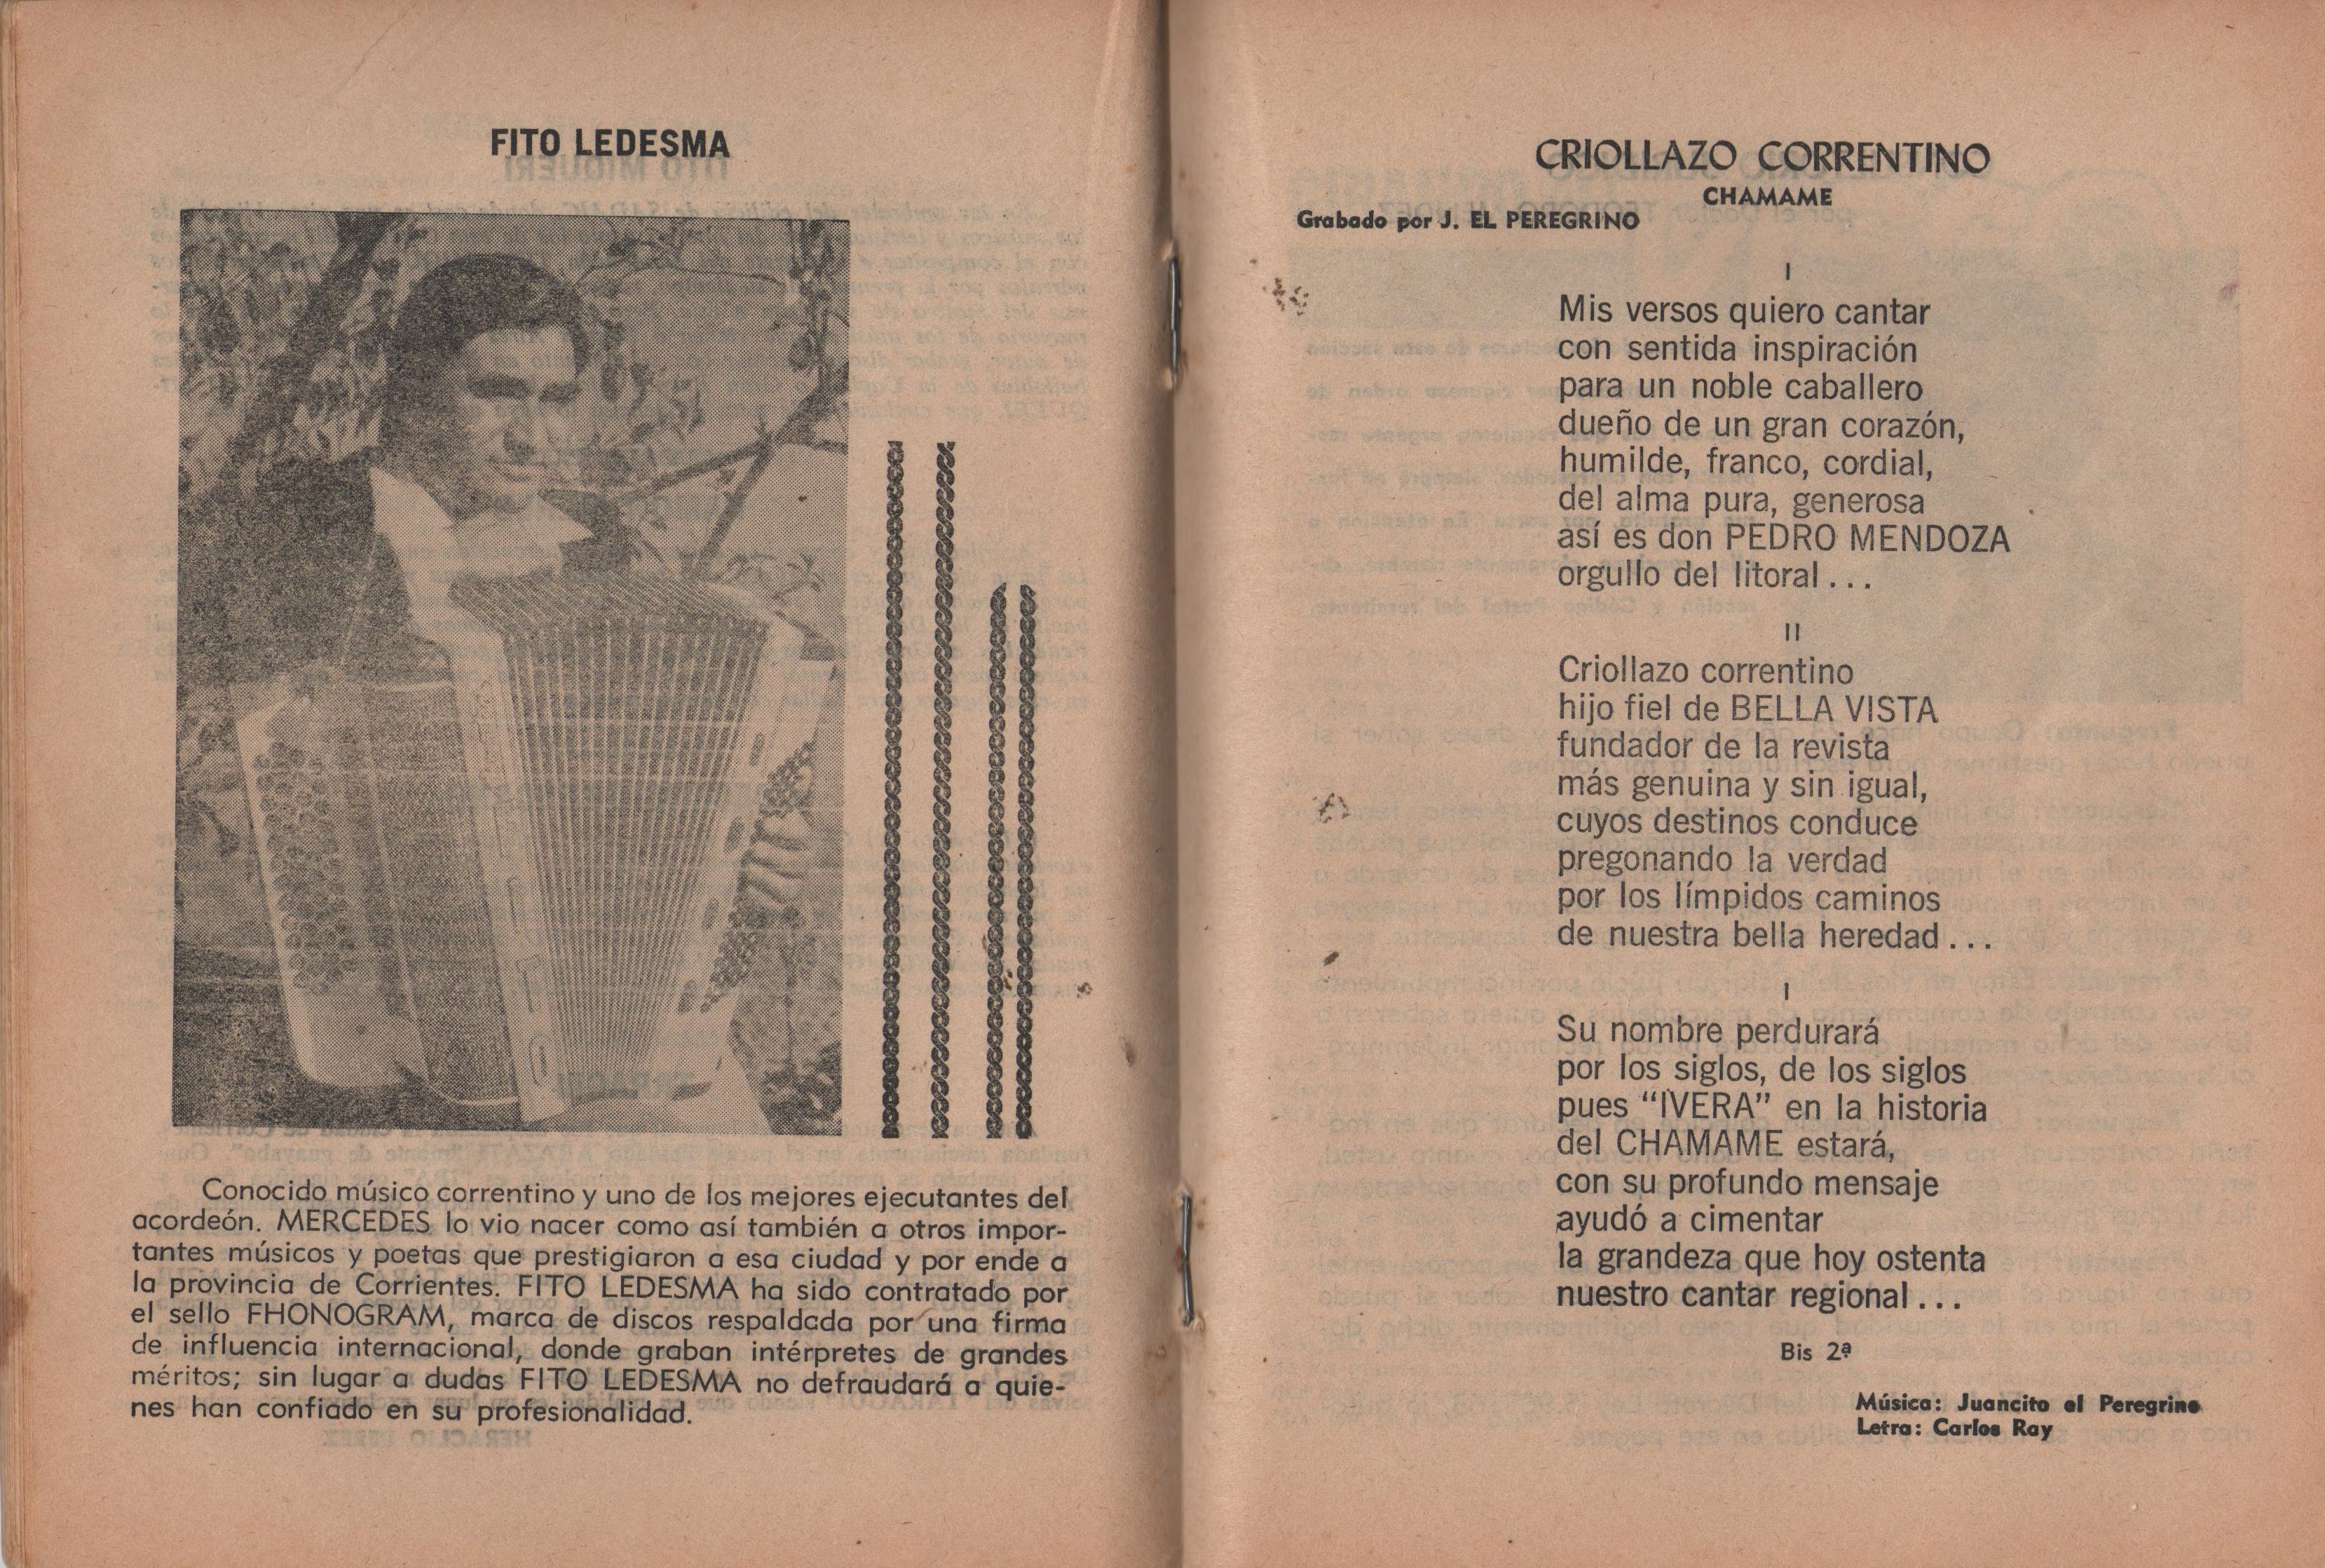 FITO LEDESMA
Conocido músico correntino y uno de los mejores ejecutantes del
acordeón. MERCEDES lo vio nacer como así también a otros impor-
tantes músicos y poetas que prestigiaron a esa ciudad y por ende a
la provincia de Corrientes. FITO LEDESMA ha sido contratado por
el sello FHONOGRAM, marca de discos respaldada por una firma
de influencia internacional, donde graban intérpretes de grandes
méritos; sin lugar a dudas FITO LEDESMA no defraudará a quie-
nes han confiado en su profesionalidad.
CRIOLLAZO CORRENTINO
CHAMAME
Grabado por J. EL PEREGRINO
I
Mis versos quiero cantar
con sentida inspiración
para un noble caballero
dueño de un gran corazón,
humilde, franco, cordial,
del alma pura, generosa
así es don PEDRO MENDOZA
orgullo del litoral...
II
Criollazo correntino
hijo fiel de BELLA VISTA
fundador de la revista
más genuina y sin igual,
cuyos destinos conduce
pregonando la verdad
por los límpidos caminos
de nuestra bella heredad...
I
Su nombre perdurará
por los siglos, de los siglos
pues “IVERA” en la historia
del CHAMAME estará,
con su profundo mensaje
ayudó a cimentar
la grandeza que hoy ostenta
nuestro cantar regional...
Bis 2ª
Música: Juancito el Peregrino
Letra: Carlos Ray